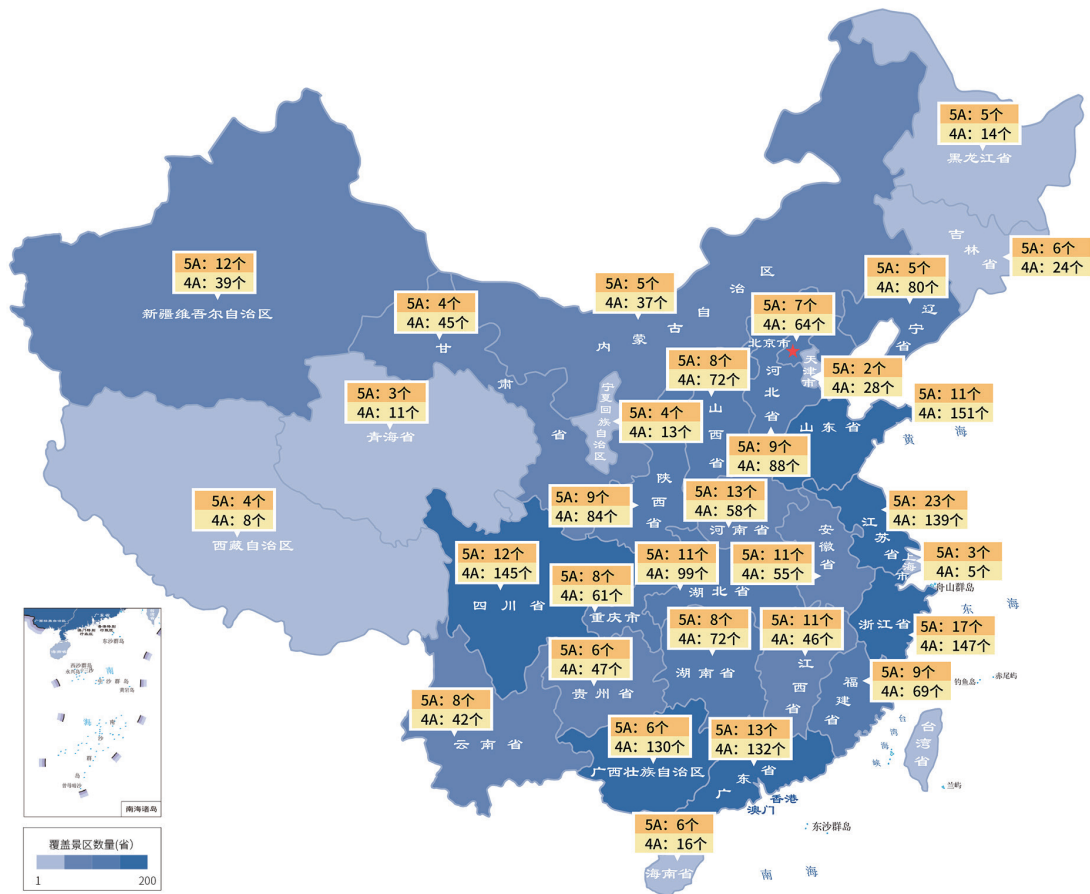 5A：5个
4A：14个
黑龙江省
吉林省
5A：6个
4A：24个
5A：12个
4A：39个
新疆维吾尔自治区
5A：5个
4A：37个
内蒙古自治区
5A：5个
4A：80个
辽宁省
5A：4个
4A：45个
甘肃省
5A：7个
4A：64个
北京市
天津市
5A：2个
4A：28个
5A：8个
4A：72个
山西省
河北省
5A：9个
4A：88个
5A：3个
4A：11个
青海省
宁夏回族自治区
5A：4个
4A：13个
5A：11个
4A：151个
山东省
黄海
5A：4个
4A：8个
西藏自治区
5A：9个
4A：84个
陕西省
5A：13个
4A：58个
河南省
安徽省
5A：11个
4A：55个
5A：23个
4A：139个
江苏省
上海市
5A：3个
4A：5个
舟山群岛
东海
5A：12个
4A：145个
四川省
5A：8个
4A：61个
重庆市
5A：11个
4A：99个
湖北省
浙江省
5A：17个
4A：147个
5A：8个
4A：72个
湖南省
5A：11个
4A：46个
江西省
5A：6个
4A：47个
贵州省
福建省
5A：9个
4A：69个
钓鱼岛
赤尾屿
5A：8个
4A：42个
云南省
5A：6个
4A：130个
广西壮族自治区
5A：13个
4A：132个
广东省
香港
澳门
台湾海峡
台湾省
兰屿
东沙群岛
5A：6个
4A：16个
海南省
南海
东沙群岛
西沙群岛
南海诸岛
覆盖景区数量(省)
1
200